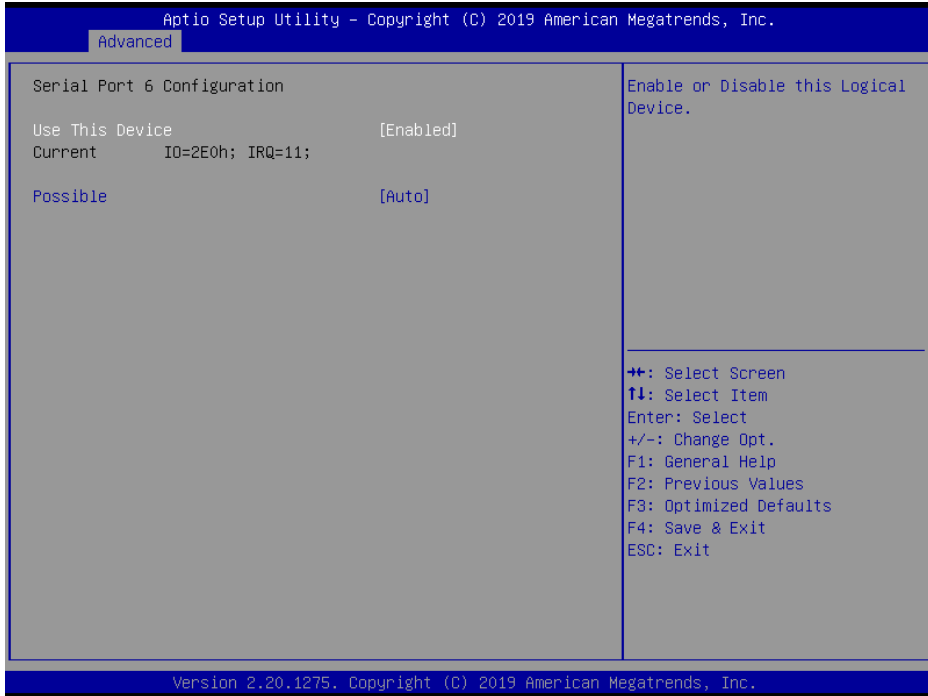 Aptio Setup Utility – Copyright (C) 2019 American Megatrends, Inc.
Advanced
Serial Port 6 Configuration
Use This Device [Enabled]
Current IO=2E0h; IRQ=11;
Possible [Auto]
Enable or Disable this Logical
Device.
→←: Select Screen
↑↓: Select Item
Enter: Select
+/-: Change Opt.
F1: General Help
F2: Previous Values
F3: Optimized Defaults
F4: Save & Exit
ESC: Exit
Version 2.20.1275. Copyright (C) 2019 American Megatrends, Inc.